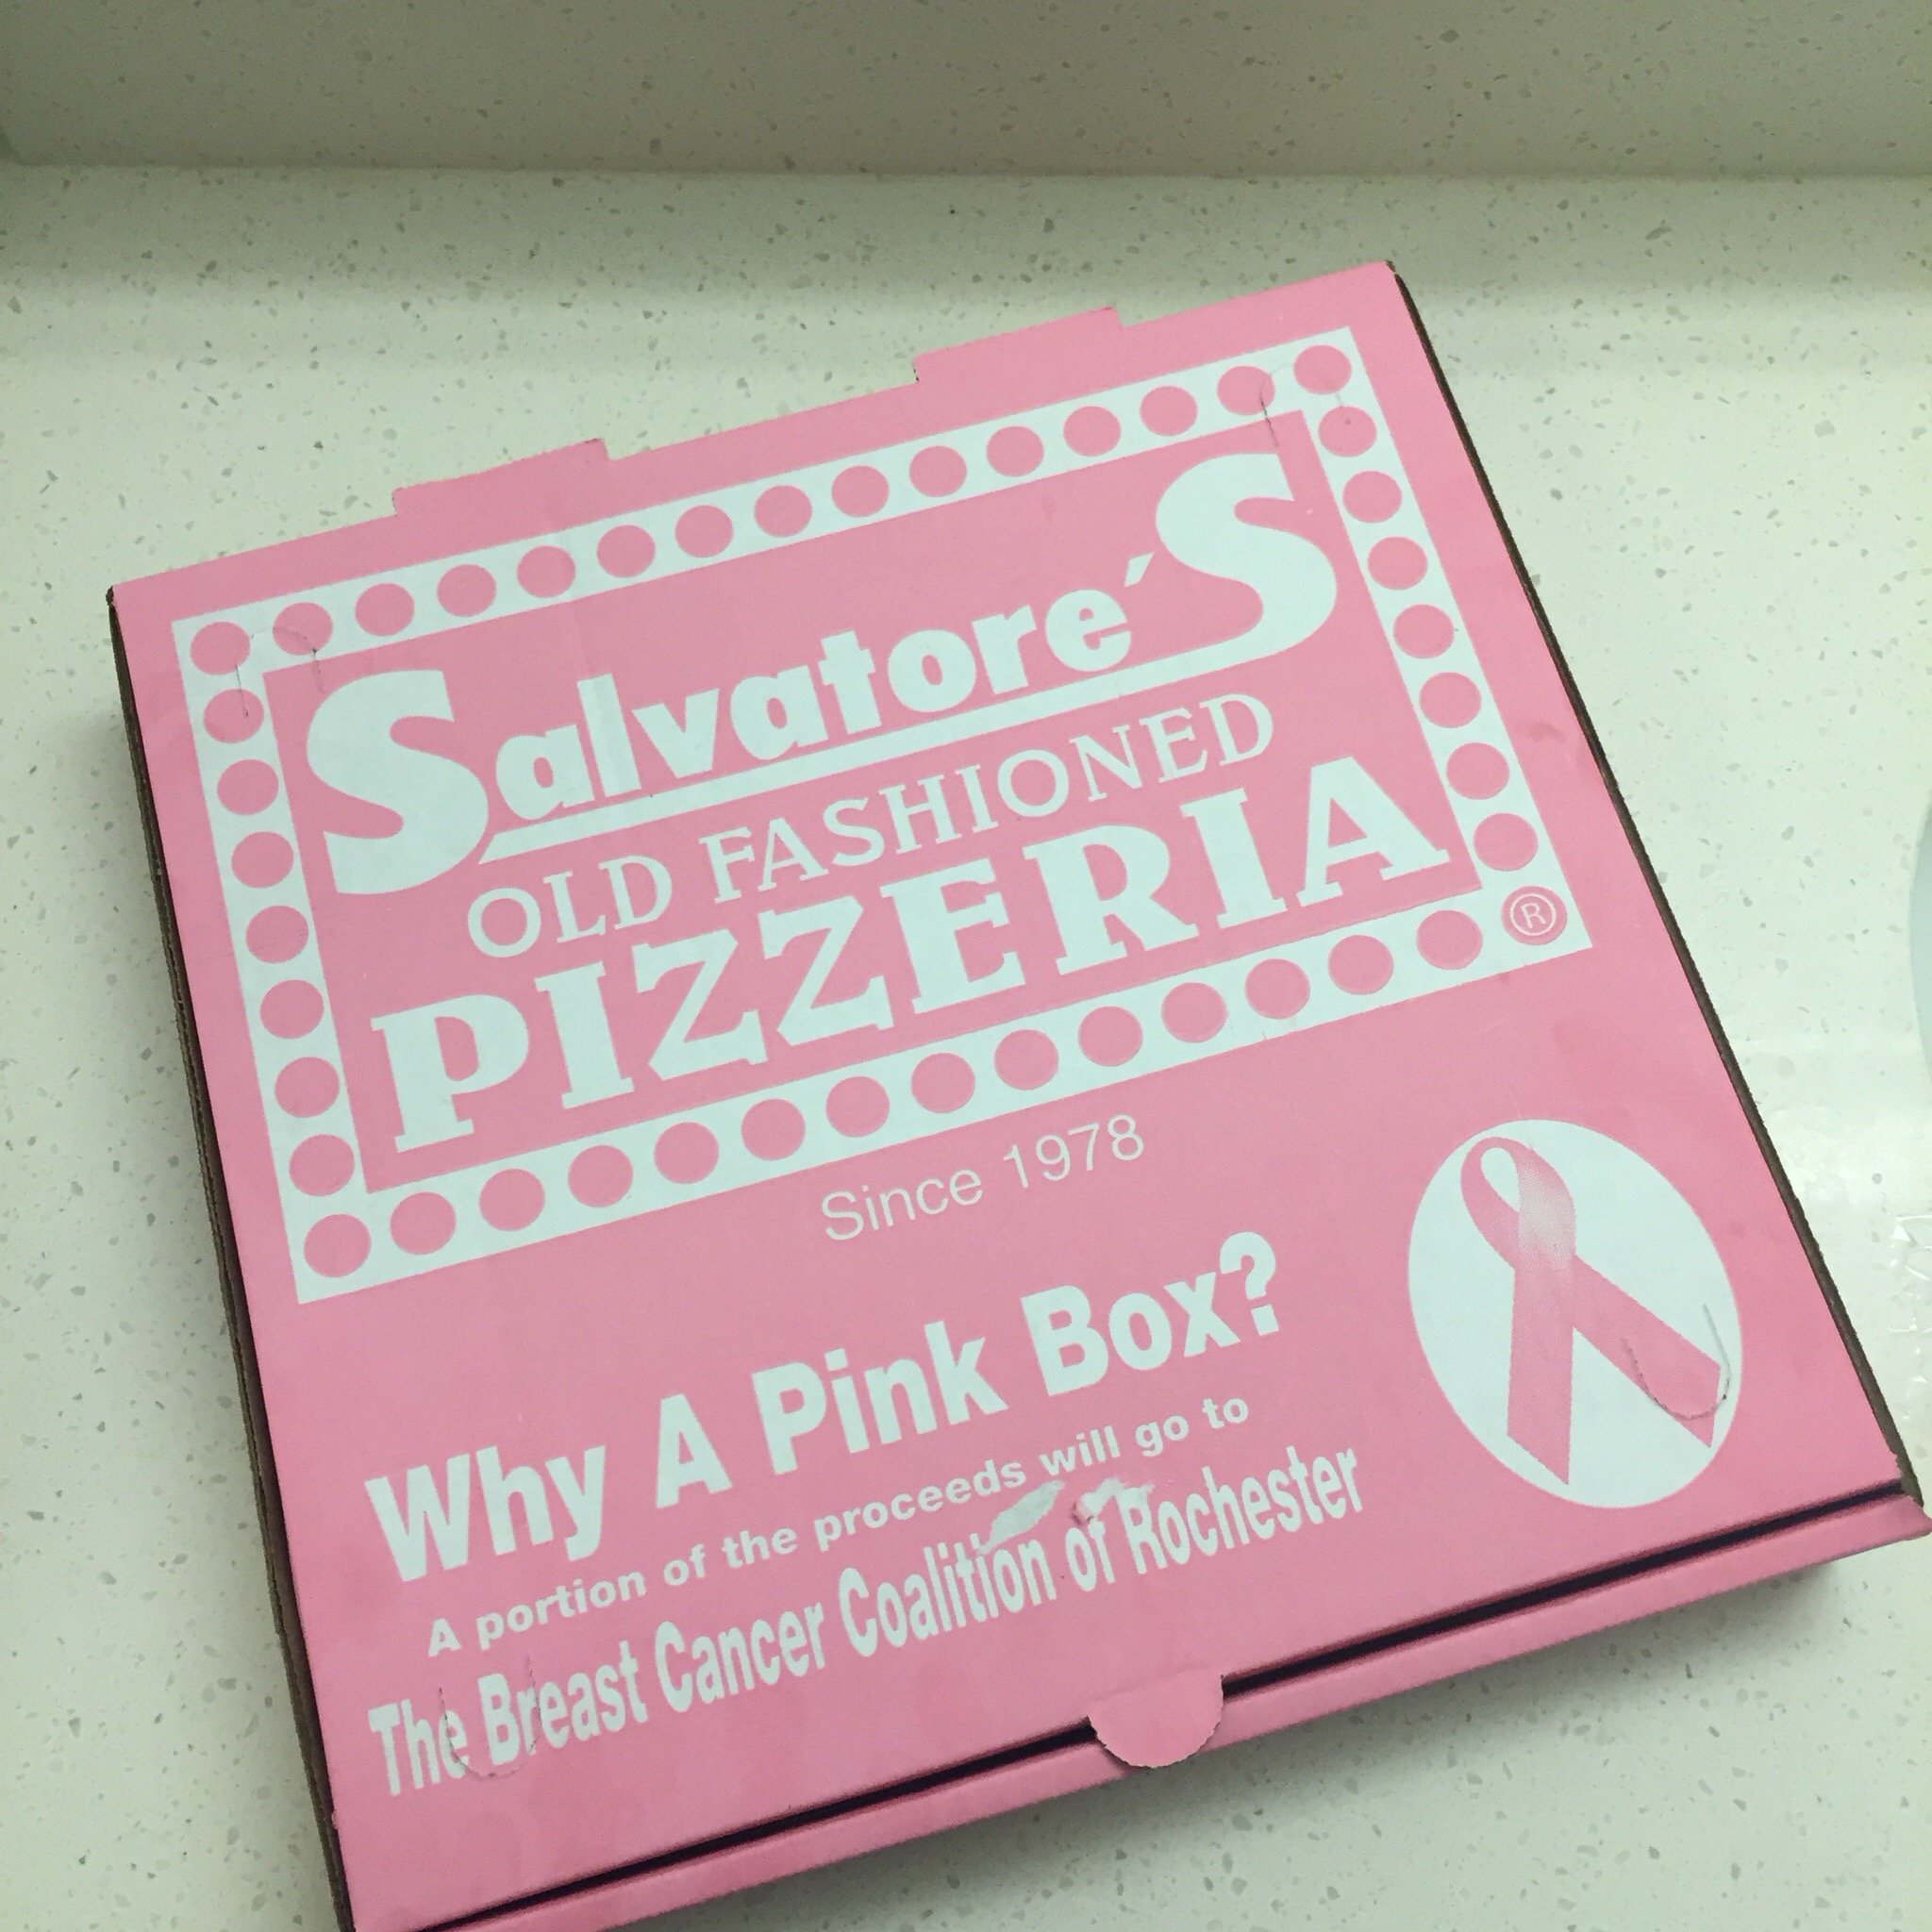 Salvatore's
OLD FASHIONED
PIZZERIA
®
Since 1978
Why A Pink Box?
A portion of the proceeds will go to
The Breast Cancer Coalition of Rochester